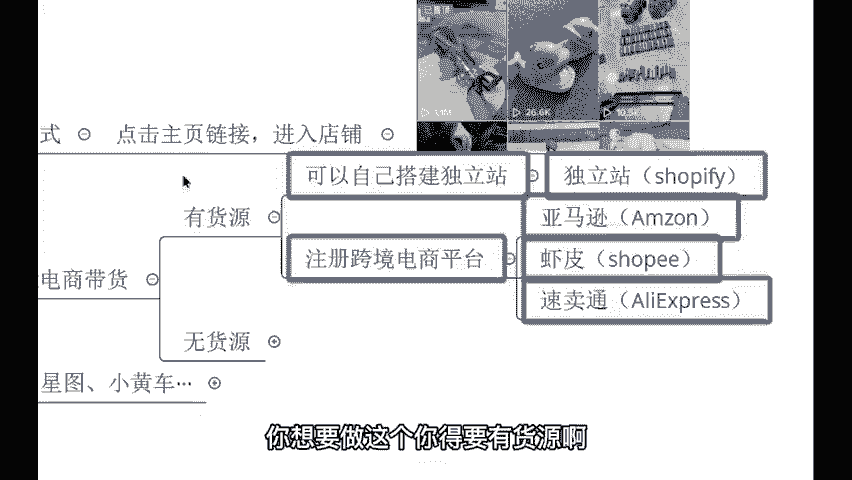 式 点击主页链接，进入店铺
可以自己搭建独立站 独立站（shopify）
有货源 亚马逊（Amzon）
注册跨境电商平台 虾皮（shopee）
电商带货 速卖通（AliExpress）
无货源
星图、小黄车…
你想要做这个你得要有货源啊